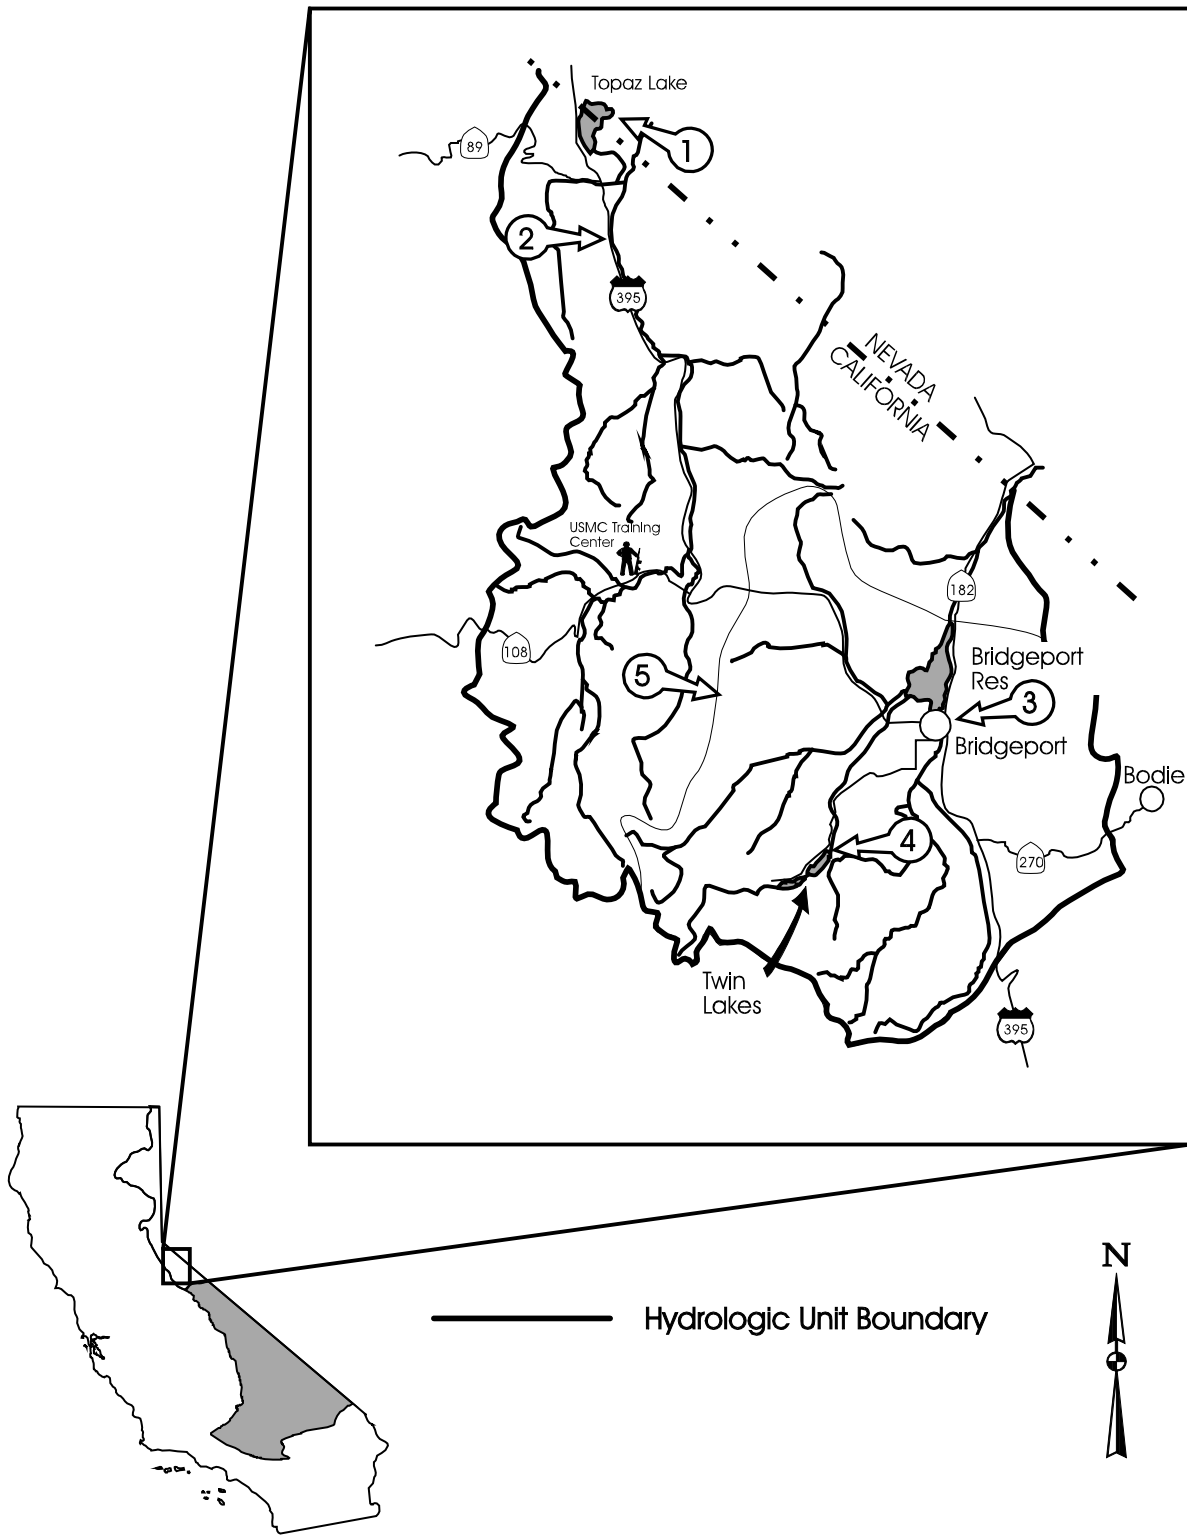 Topaz Lake
89
1
2
395
NEVADA
CALIFORNIA
USMC Training
Center
182
108
5
Bridgeport
Res
3
Bridgeport
Bodie
4
270
Twin
Lakes
395
N
Hydrologic Unit Boundary